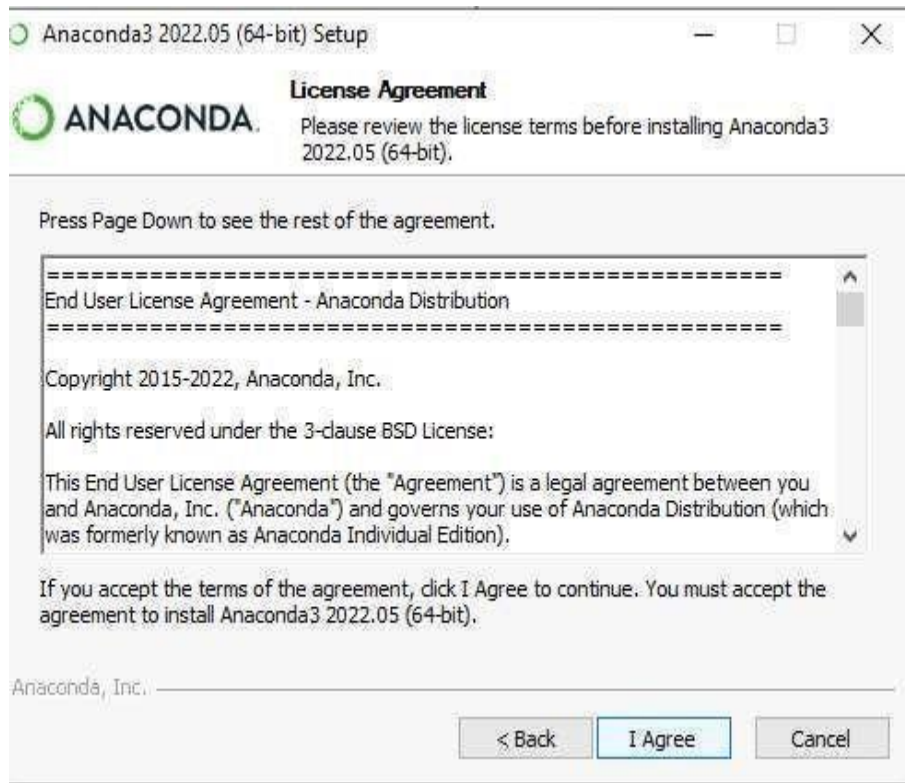 Anaconda3 2022.05 (64-bit) Setup
ANACONDA.
License Agreement
Please review the license terms before installing Anaconda3
2022.05 (64-bit).
Press Page Down to see the rest of the agreement.
==================================================
End User License Agreement - Anaconda Distribution
==================================================
Copyright 2015-2022, Anaconda, Inc.
All rights reserved under the 3-clause BSD License:
This End User License Agreement (the "Agreement") is a legal agreement between you
and Anaconda, Inc. ("Anaconda") and governs your use of Anaconda Distribution (which
was formerly known as Anaconda Individual Edition).
If you accept the terms of the agreement, click I Agree to continue. You must accept the
agreement to install Anaconda3 2022.05 (64-bit).
Anaconda, Inc.
< Back I Agree Cancel